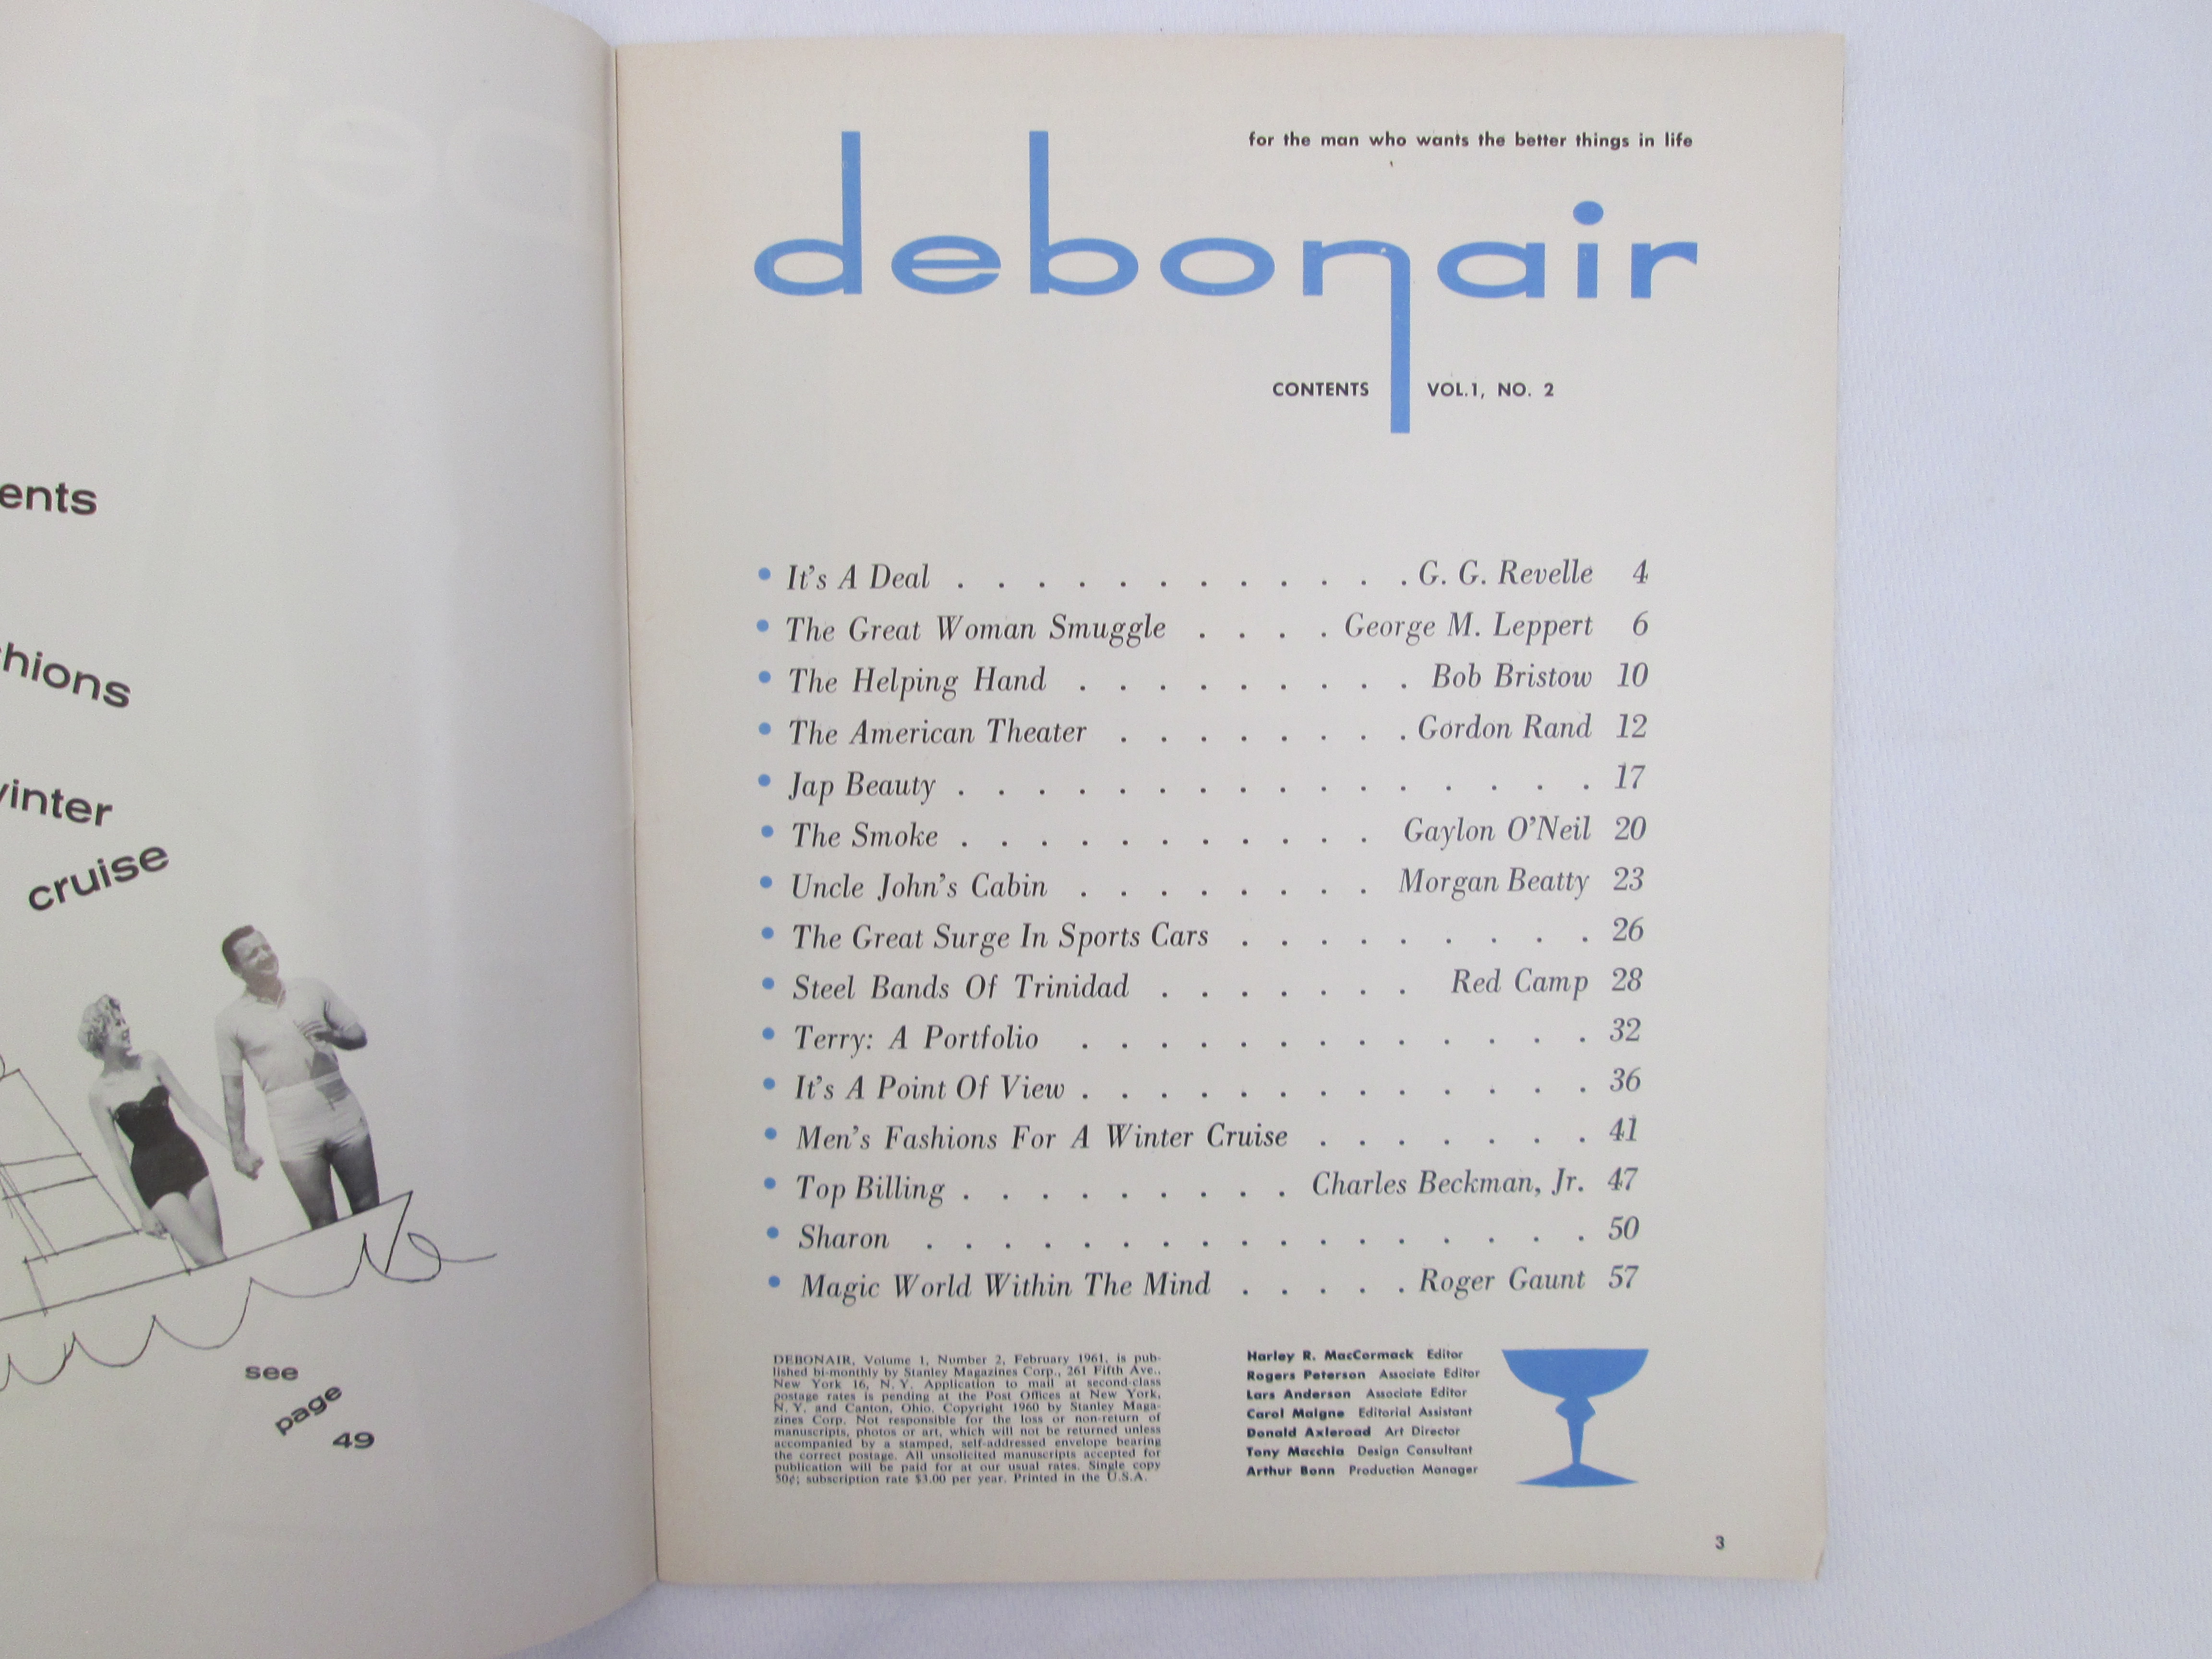 ents
hions
winter
cruise
see
page
49
for the man who wants the better things in life
debonair
CONTENTS VOL.1, NO. 2
• It's A Deal . . . . . . . . . . . . G. G. Revelle 4
• The Great Woman Smuggle . . . . George M. Leppert 6
• The Helping Hand . . . . . . . . . Bob Bristow 10
• The American Theater . . . . . . . . Gordon Rand 12
• Jap Beauty . . . . . . . . . . . . . . . . . 17
• The Smoke . . . . . . . . . . . Gaylon O'Neil 20
• Uncle John's Cabin . . . . . . . . Morgan Beatty 23
• The Great Surge In Sports Cars . . . . . . . . . 26
• Steel Bands Of Trinidad . . . . . . . Red Camp 28
• Terry: A Portfolio . . . . . . . . . . . . . 32
• It's A Point Of View . . . . . . . . . . . . . 36
• Men's Fashions For A Winter Cruise . . . . . . . 41
• Top Billing . . . . . . . . . Charles Beckman, Jr. 47
• Sharon . . . . . . . . . . . . . . . . . 50
• Magic World Within The Mind . . . . . Roger Gaunt 57
DEBONAIR, Volume 1, Number 2, February 1961, is pub-
lished bi-monthly by Stanley Magazines Corp., 261 Fifth Ave.,
New York 16, N. Y. Application to mail at second-class
postage rates is pending at the Post Offices at New York,
N. Y. and Canton, Ohio. Copyright 1960 by Stanley Maga-
zines Corp. Not responsible for the loss or non-return of
manuscripts, photos or art, which will not be returned unless
accompanied by a stamped, self-addressed envelope bearing
the correct postage. All unsolicited manuscripts accepted for
publication will be paid for at our usual rates. Single copy
50¢; subscription rate $3.00 per year. Printed in the U.S.A.
Harley R. MacCormack Editor
Rogers Peterson Associate Editor
Lars Anderson Associate Editor
Carol Maigne Editorial Assistant
Donald Axleroad Art Director
Tony Macchia Design Consultant
Arthur Bonn Production Manager
3